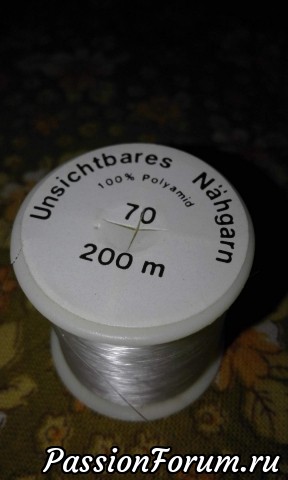 Unsichtbares Nähgarn
100% Polyamid
70
200 m
PassionForum.ru